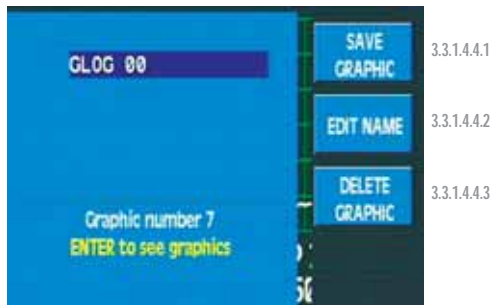 GLOG 00
Graphic number 7
ENTER to see graphics
SAVE
GRAPHIC
3.3.1.4.4.1
EDIT NAME
3.3.1.4.4.2
DELETE
GRAPHIC
3.3.1.4.4.3